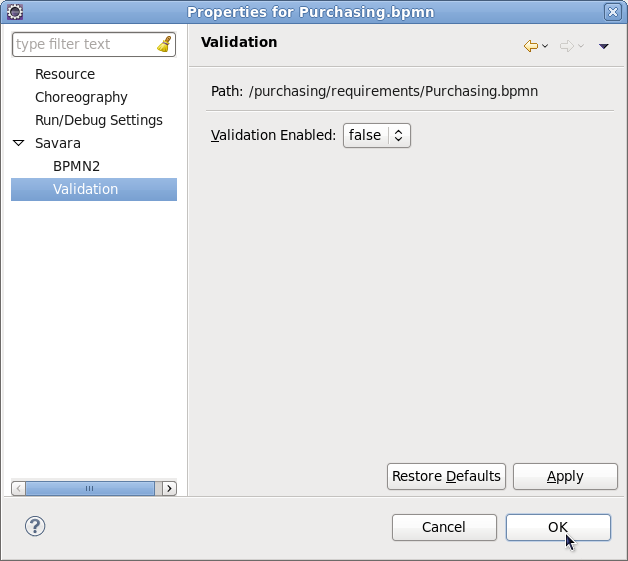 Properties for Purchasing.bpmn
type filter text
Resource
Choreography
Run/Debug Settings
Savara
BPMN2
Validation
Validation
Path: /purchasing/requirements/Purchasing.bpmn
Validation Enabled: false
Restore Defaults
Apply
?
Cancel
OK